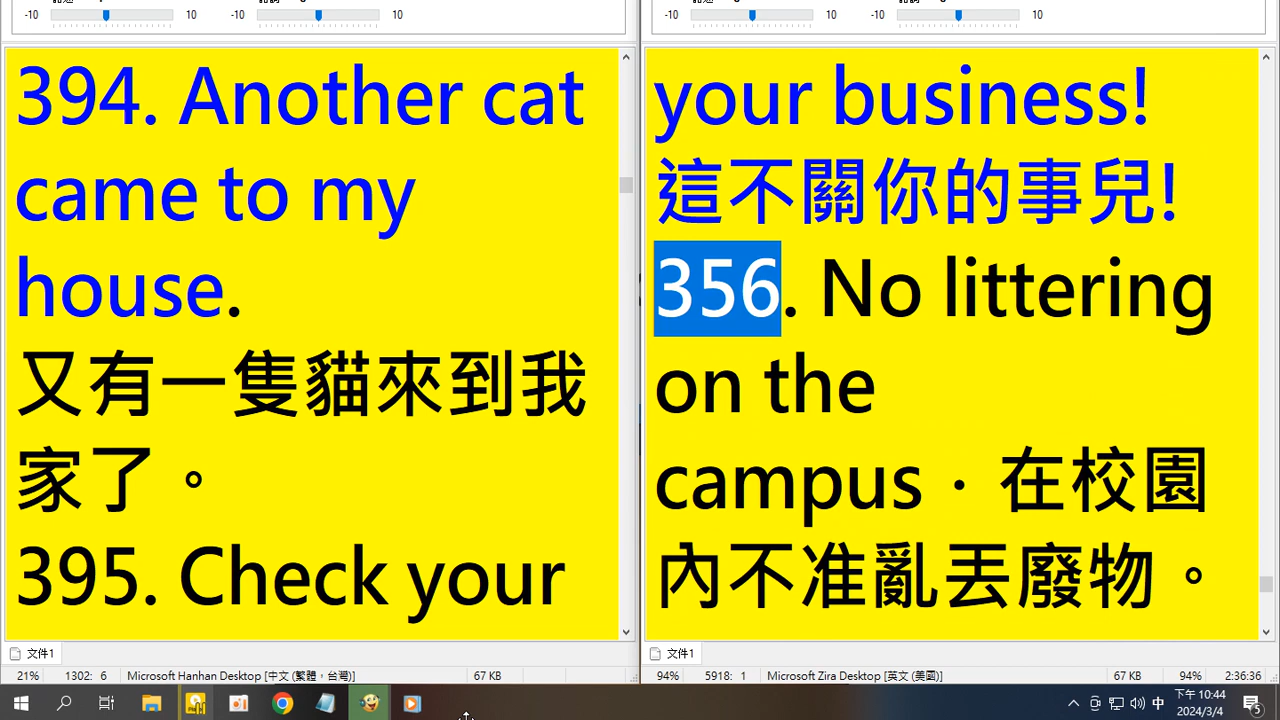 -10 10 -10 10
394. Another cat
came to my
house.
又有一隻貓來到我
家了。
395. Check your
文件1
21% 1302: 6 Microsoft Hanhan Desktop [中文 (繁體，台灣)] 67 KB
-10 10 -10 10
your business!
這不關你的事兒!
356. No littering
on the
campus．在校園
內不准亂丟廢物。
文件1
94% 5918: 1 Microsoft Zira Desktop [英文 (美國)] 67 KB 94% 2:36:36
中 下午 10:44
2024/3/4
5